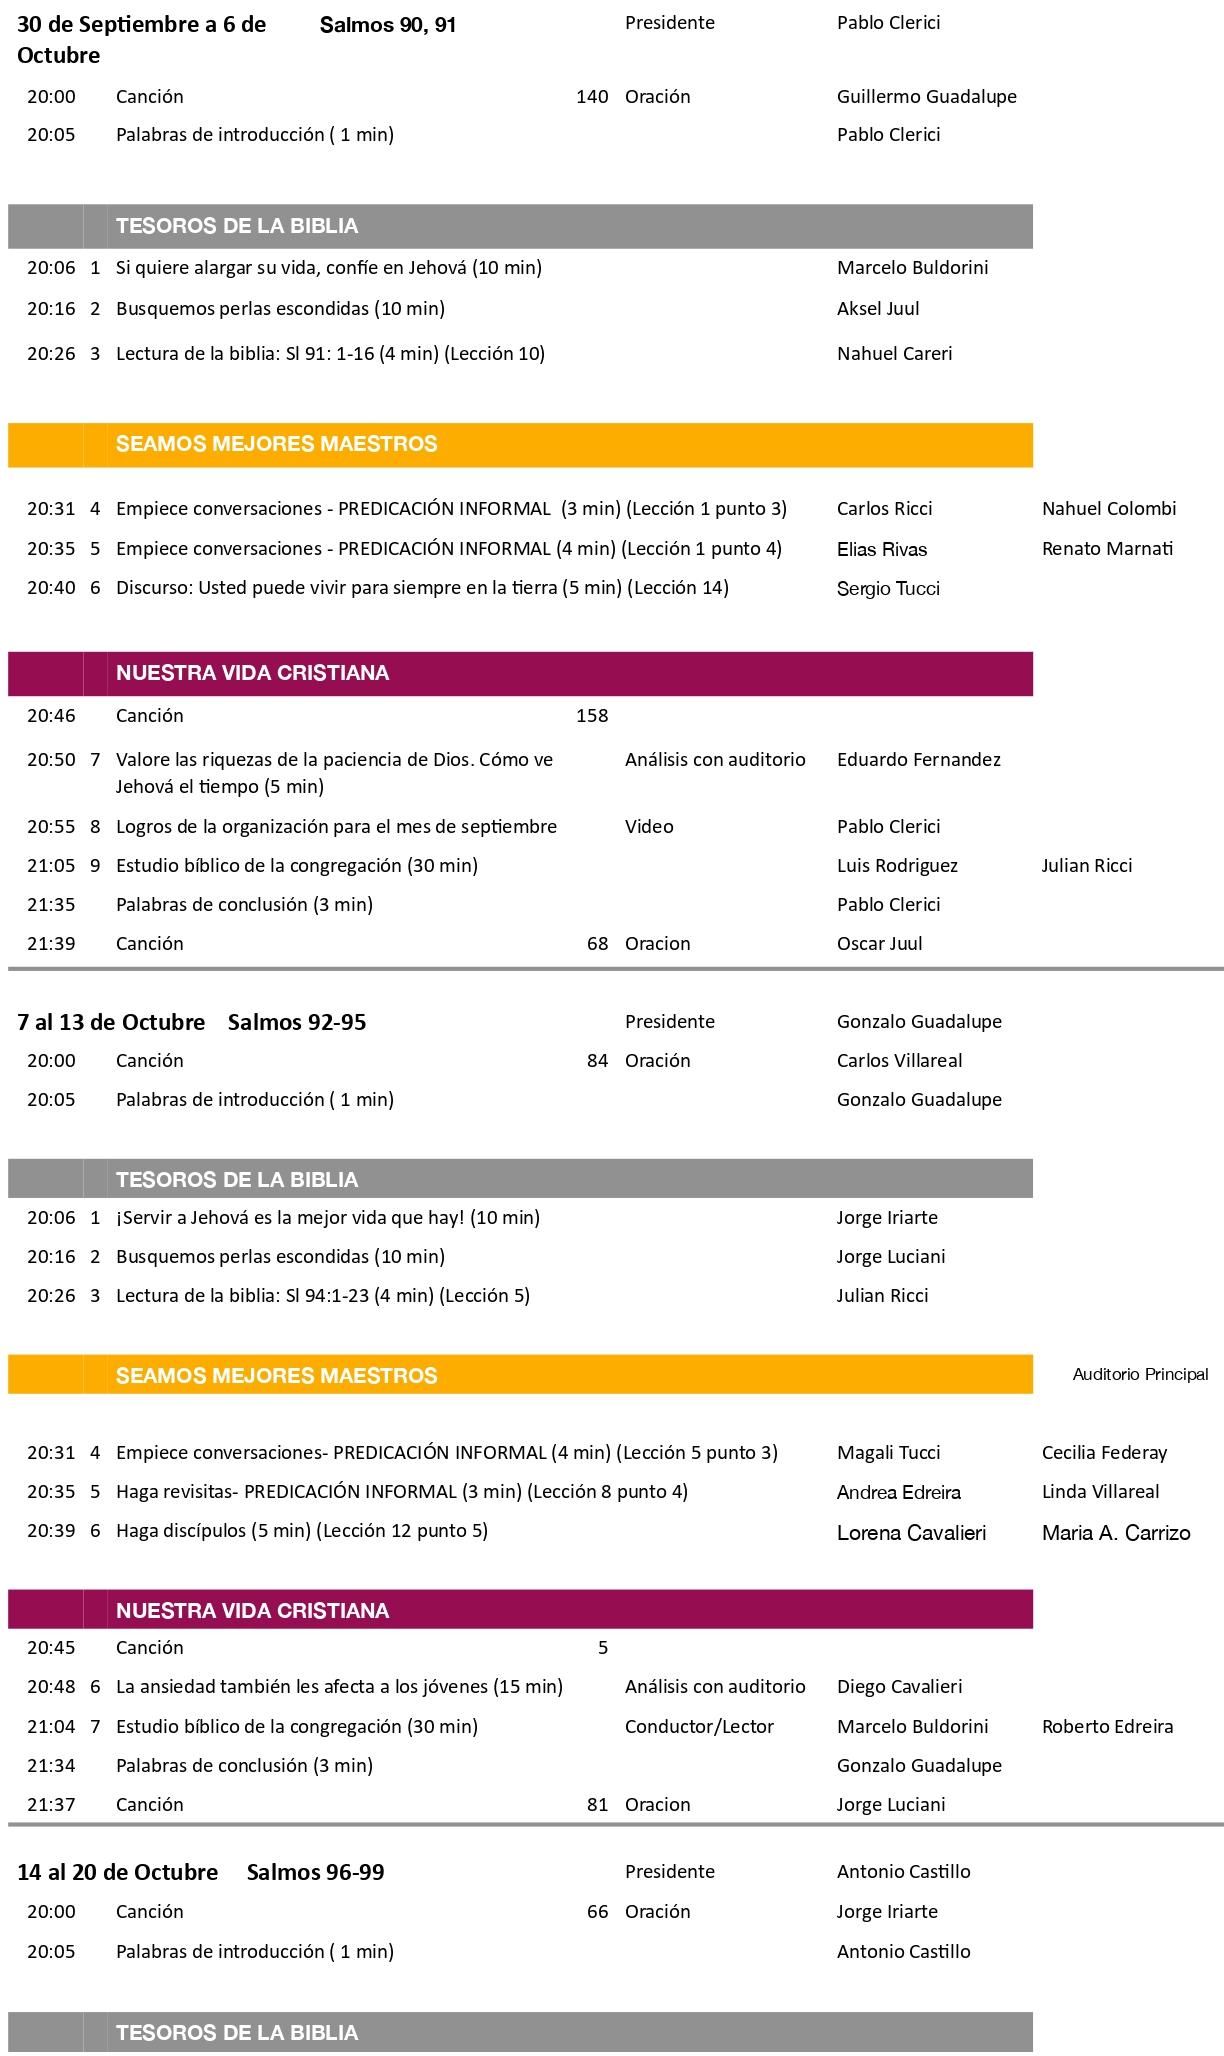 30 de Septiembre a 6 de Octubre Salmos 90, 91 Presidente Pablo Clerici
20:00 Canción 140 Oración Guillermo Guadalupe
20:05 Palabras de introducción ( 1 min) Pablo Clerici
TESOROS DE LA BIBLIA
20:06 1 Si quiere alargar su vida, confíe en Jehová (10 min) Marcelo Buldorini
20:16 2 Busquemos perlas escondidas (10 min) Aksel Juul
20:26 3 Lectura de la biblia: Sl 91: 1-16 (4 min) (Lección 10) Nahuel Careri
SEAMOS MEJORES MAESTROS
20:31 4 Empiece conversaciones - PREDICACIÓN INFORMAL (3 min) (Lección 1 punto 3) Carlos Ricci Nahuel Colombi
20:35 5 Empiece conversaciones - PREDICACIÓN INFORMAL (4 min) (Lección 1 punto 4) Elias Rivas Renato Marnati
20:40 6 Discurso: Usted puede vivir para siempre en la tierra (5 min) (Lección 14) Sergio Tucci
NUESTRA VIDA CRISTIANA
20:46 Canción 158
20:50 7 Valore las riquezas de la paciencia de Dios. Cómo ve Análisis con auditorio Eduardo Fernandez
Jehová el tiempo (5 min)
20:55 8 Logros de la organización para el mes de septiembre Video Pablo Clerici
21:05 9 Estudio bíblico de la congregación (30 min) Luis Rodriguez Julian Ricci
21:35 Palabras de conclusión (3 min) Pablo Clerici
21:39 Canción 68 Oracion Oscar Juul
7 al 13 de Octubre Salmos 92-95 Presidente Gonzalo Guadalupe
20:00 Canción 84 Oración Carlos Villareal
20:05 Palabras de introducción ( 1 min) Gonzalo Guadalupe
TESOROS DE LA BIBLIA
20:06 1 ¡Servir a Jehová es la mejor vida que hay! (10 min) Jorge Iriarte
20:16 2 Busquemos perlas escondidas (10 min) Jorge Luciani
20:26 3 Lectura de la biblia: Sl 94:1-23 (4 min) (Lección 5) Julian Ricci
SEAMOS MEJORES MAESTROS Auditorio Principal
20:31 4 Empiece conversaciones- PREDICACIÓN INFORMAL (4 min) (Lección 5 punto 3) Magali Tucci Cecilia Federay
20:35 5 Haga revisitas- PREDICACIÓN INFORMAL (3 min) (Lección 8 punto 4) Andrea Edreira Linda Villareal
20:39 6 Haga discípulos (5 min) (Lección 12 punto 5) Lorena Cavalieri Maria A. Carrizo
NUESTRA VIDA CRISTIANA
20:45 Canción 5
20:48 6 La ansiedad también les afecta a los jóvenes (15 min) Análisis con auditorio Diego Cavalieri
21:04 7 Estudio bíblico de la congregación (30 min) Conductor/Lector Marcelo Buldorini Roberto Edreira
21:34 Palabras de conclusión (3 min) Gonzalo Guadalupe
21:37 Canción 81 Oracion Jorge Luciani
14 al 20 de Octubre Salmos 96-99 Presidente Antonio Castillo
20:00 Canción 66 Oración Jorge Iriarte
20:05 Palabras de introducción ( 1 min) Antonio Castillo
TESOROS DE LA BIBLIA